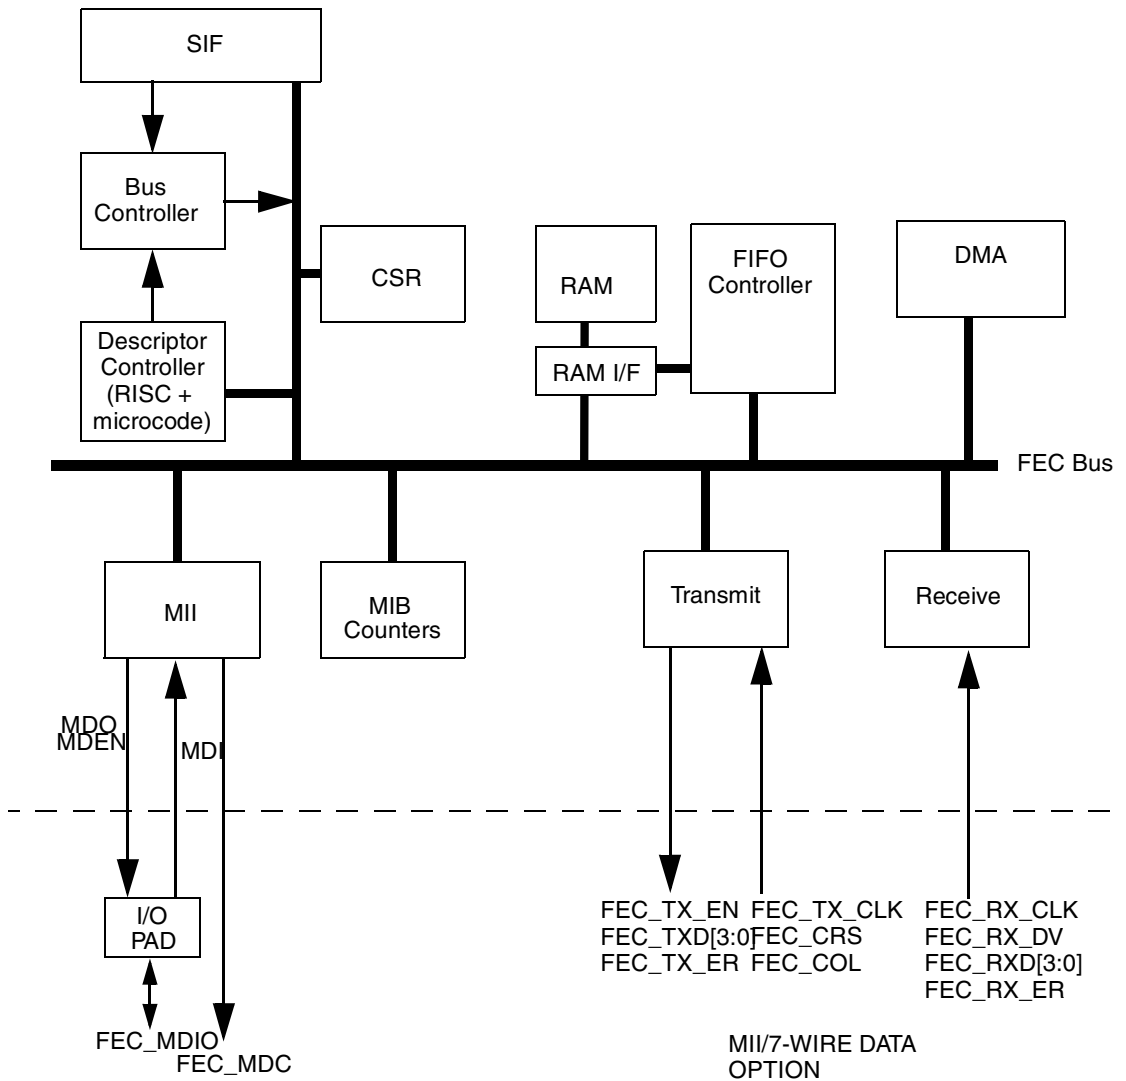 SIF
Bus
Controller
CSR
RAM
FIFO
Controller
DMA
Descriptor
Controller
(RISC +
microcode)
RAM I/F
FEC Bus
MII
MIB
Counters
Transmit
Receive
MDO
MDEN
MDI
I/O
PAD
FEC_MDIO
FEC_MDC
FEC_TX_EN
FEC_TXD[3:0]
FEC_TX_ER
FEC_TX_CLK
FEC_CRS
FEC_COL
FEC_RX_CLK
FEC_RX_DV
FEC_RXD[3:0]
FEC_RX_ER
MII/7-WIRE DATA
OPTION